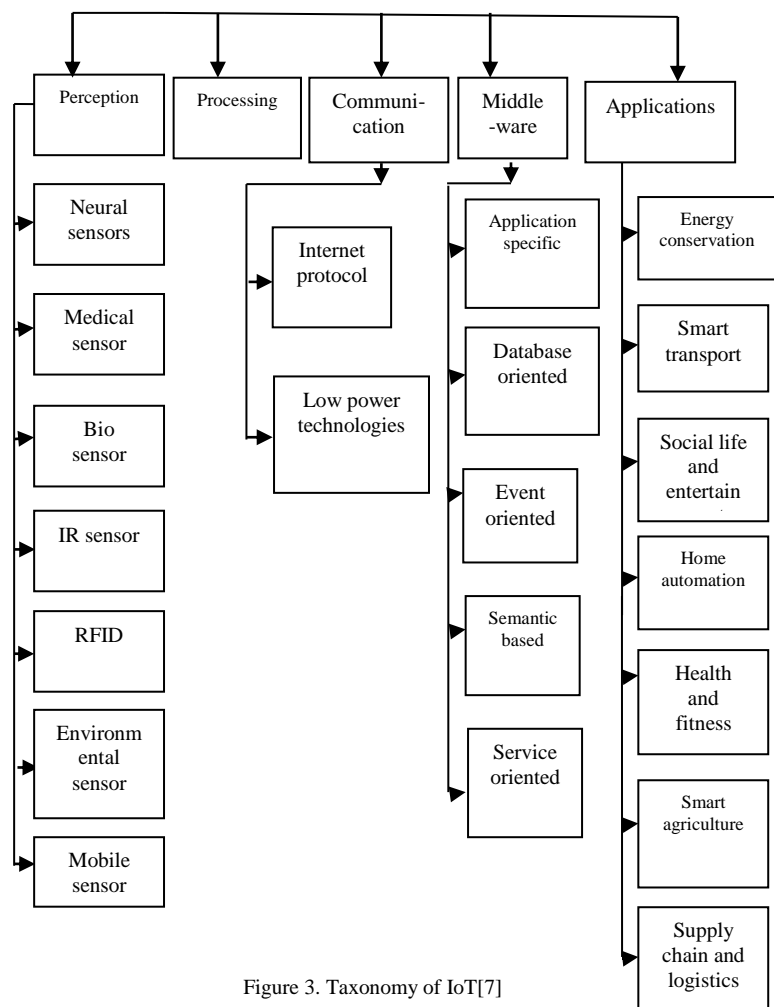 Perception
Processing
Communi-
cation
Middle
-ware
Applications
Neural
sensors
Medical
sensor
Bio
sensor
IR sensor
RFID
Environm
ental
sensor
Mobile
sensor
Internet
protocol
Low power
technologies
Application
specific
Database
oriented
Event
oriented
Semantic
based
Service
oriented
Energy
conservation
Smart
transport
Social life
and
entertain
Home
automation
Health
and
fitness
Smart
agriculture
Supply
chain and
logistics
Figure 3. Taxonomy of IoT[7]